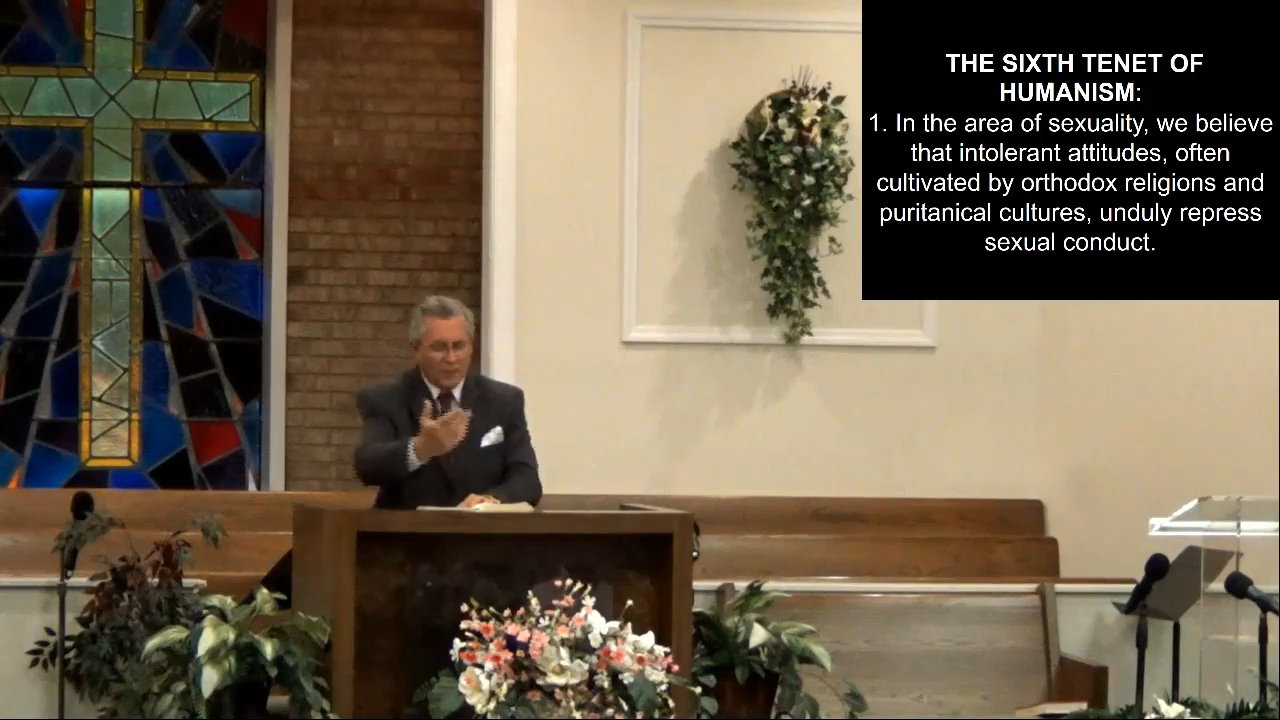 THE SIXTH TENET OF
HUMANISM:
1. In the area of sexuality, we believe
that intolerant attitudes, often
cultivated by orthodox religions and
puritanical cultures, unduly repress
sexual conduct.